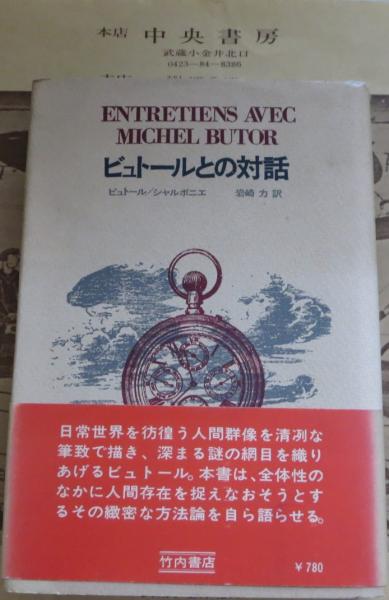 本店 中央書房
武蔵小金井北口
0423―84―8386
ENTRETIENS AVEC
MICHEL BUTOR
ビュトールとの対話
ビュトール/シャルボニエ 岩崎 力 訳
日常世界を彷徨う人間群像を清冽な
筆致で描き、深まる謎の網目を織り
あげるビュトール。本書は、全体性の
なかに人間存在を捉えなおそうとす
るその緻密な方法論を自ら語らせる。
竹内書店
¥780